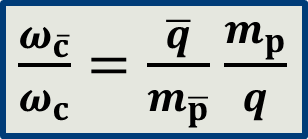 ω_c̄ / ω_c = (q̄ / m_p̄) (m_p / q)